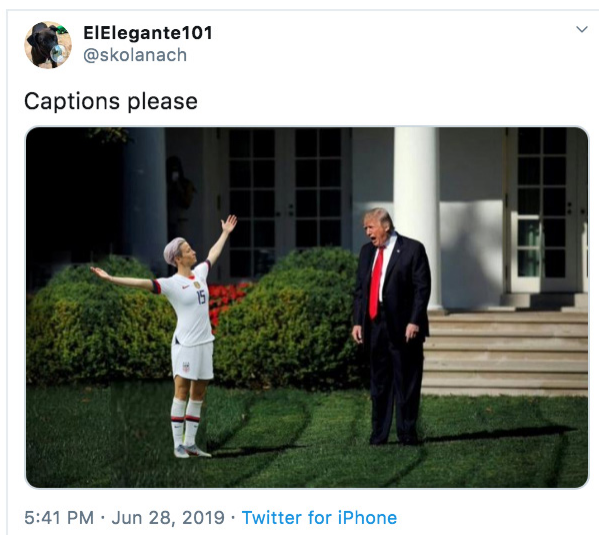 ElElegante101
@skolanach
Captions please
15
5:41 PM · Jun 28, 2019 · Twitter for iPhone